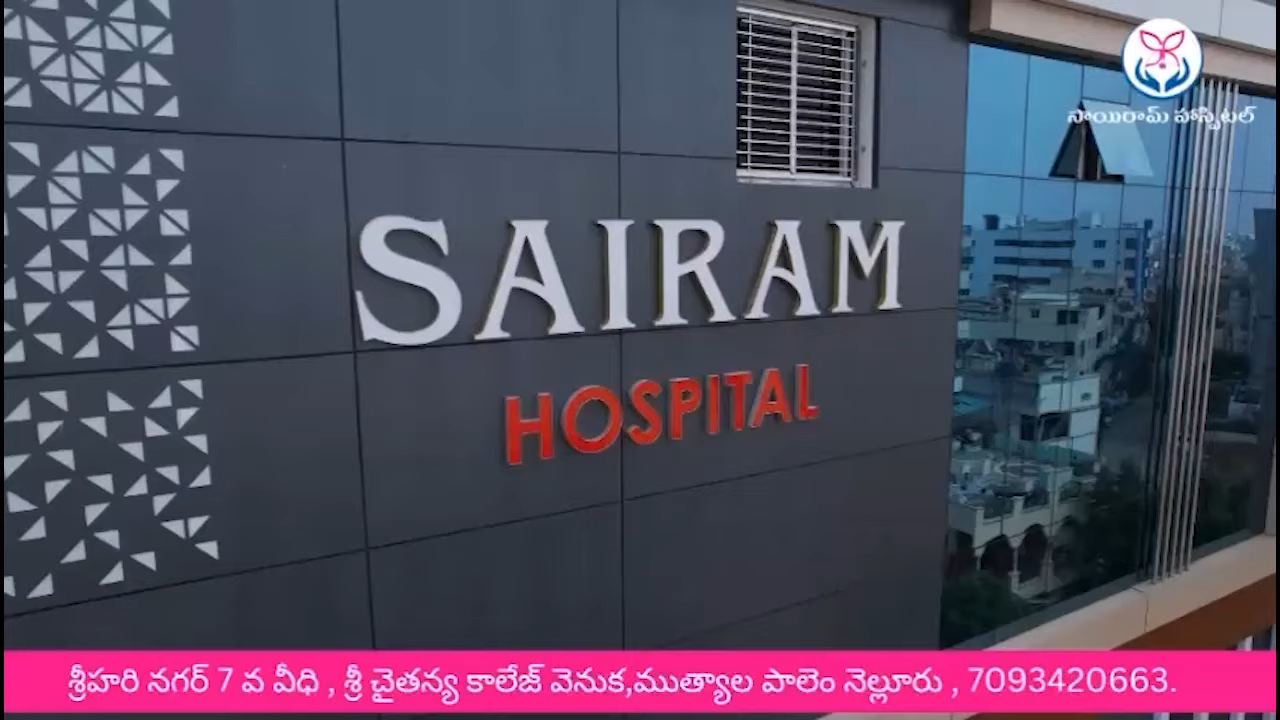 సాయిరామ్ హాస్పిటల్
SAIRAM
HOSPITAL
శ్రీహరి నగర్ 7 వ వీధి , శ్రీ చైతన్య కాలేజ్ వెనుక,ముత్యాల పాలెం నెల్లూరు , 7093420663.